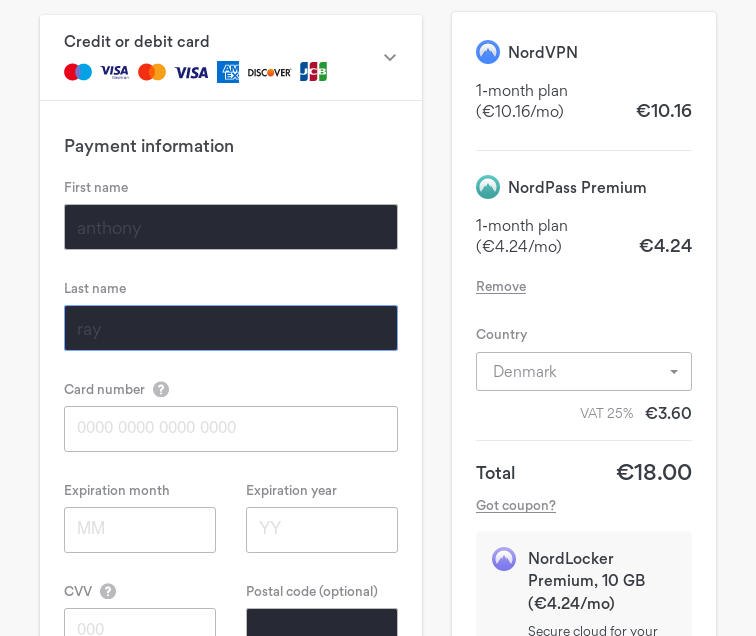 Credit or debit card
VISA
Electron
VISA
AM
EX
DISCOVER
JCB
Payment information
First name
anthony
Last name
ray
Card number ?
0000 0000 0000 0000
Expiration month Expiration year
MM YY
CVV ? Postal code (optional)
000
NordVPN
1-month plan
(€10.16/mo) €10.16
NordPass Premium
1-month plan
(€4.24/mo) €4.24
Remove
Country
Denmark
VAT 25% €3.60
Total €18.00
Got coupon?
NordLocker
Premium, 10 GB
(€4.24/mo)
Secure cloud for your